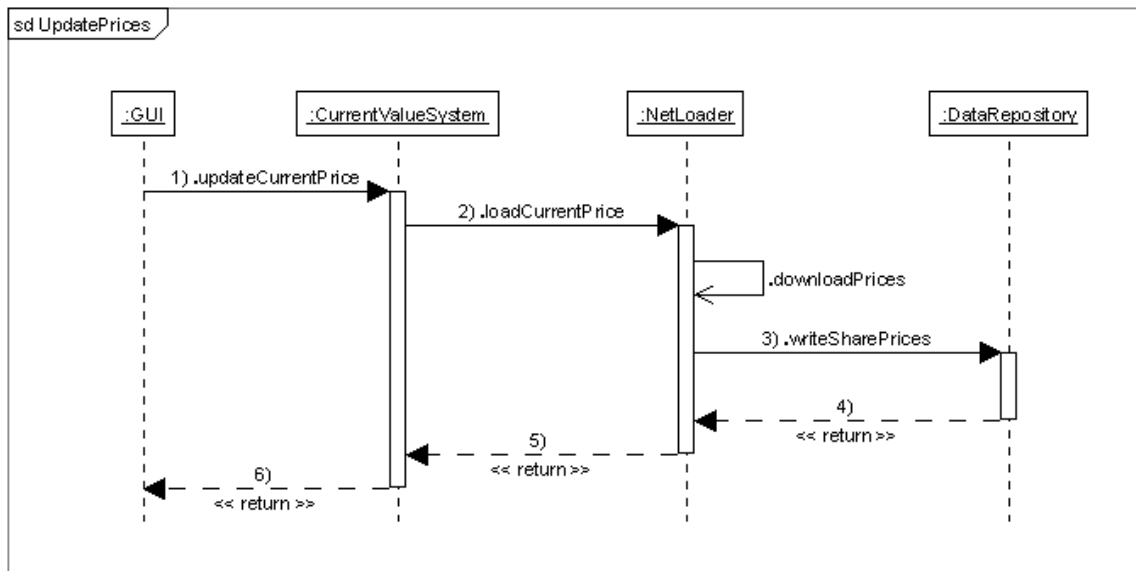 sd UpdatePrices
:GUI
:CurrentValueSystem
:NetLoader
:DataRepository
1) .updateCurrentPrice
2) .loadCurrentPrice
.downloadPrices
3) .writeSharePrices
4)
<< return >>
5)
<< return >>
6)
<< return >>